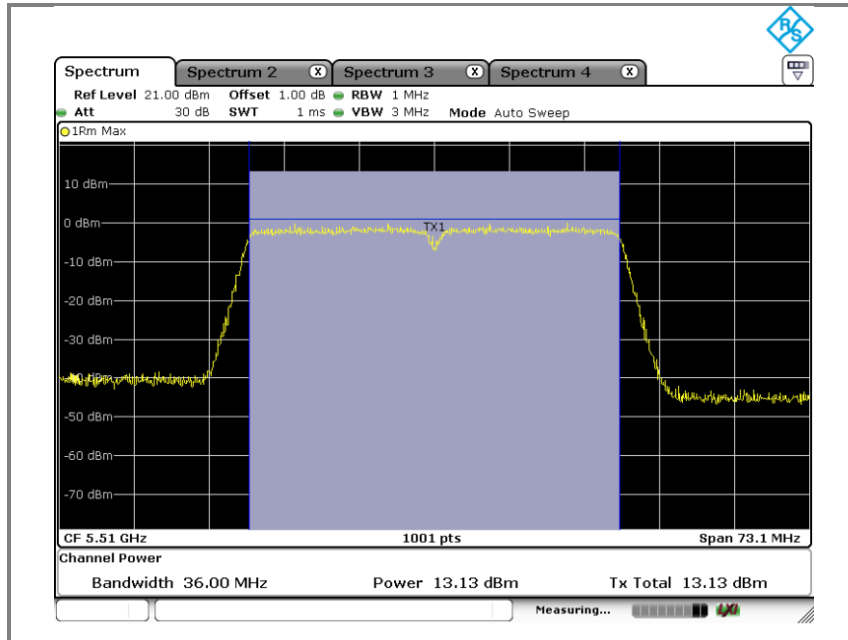 R&S
Spectrum Spectrum 2 X Spectrum 3 X Spectrum 4 X
Ref Level 21.00 dBm Offset 1.00 dB RBW 1 MHz
Att 30 dB SWT 1 ms VBW 3 MHz Mode Auto Sweep
1Rm Max
10 dBm
0 dBm
TX1
-10 dBm
-20 dBm
-30 dBm
-50 dBm
-60 dBm
-70 dBm
CF 5.51 GHz 1001 pts Span 73.1 MHz
Channel Power
Bandwidth 36.00 MHz Power 13.13 dBm Tx Total 13.13 dBm
Measuring... LXI